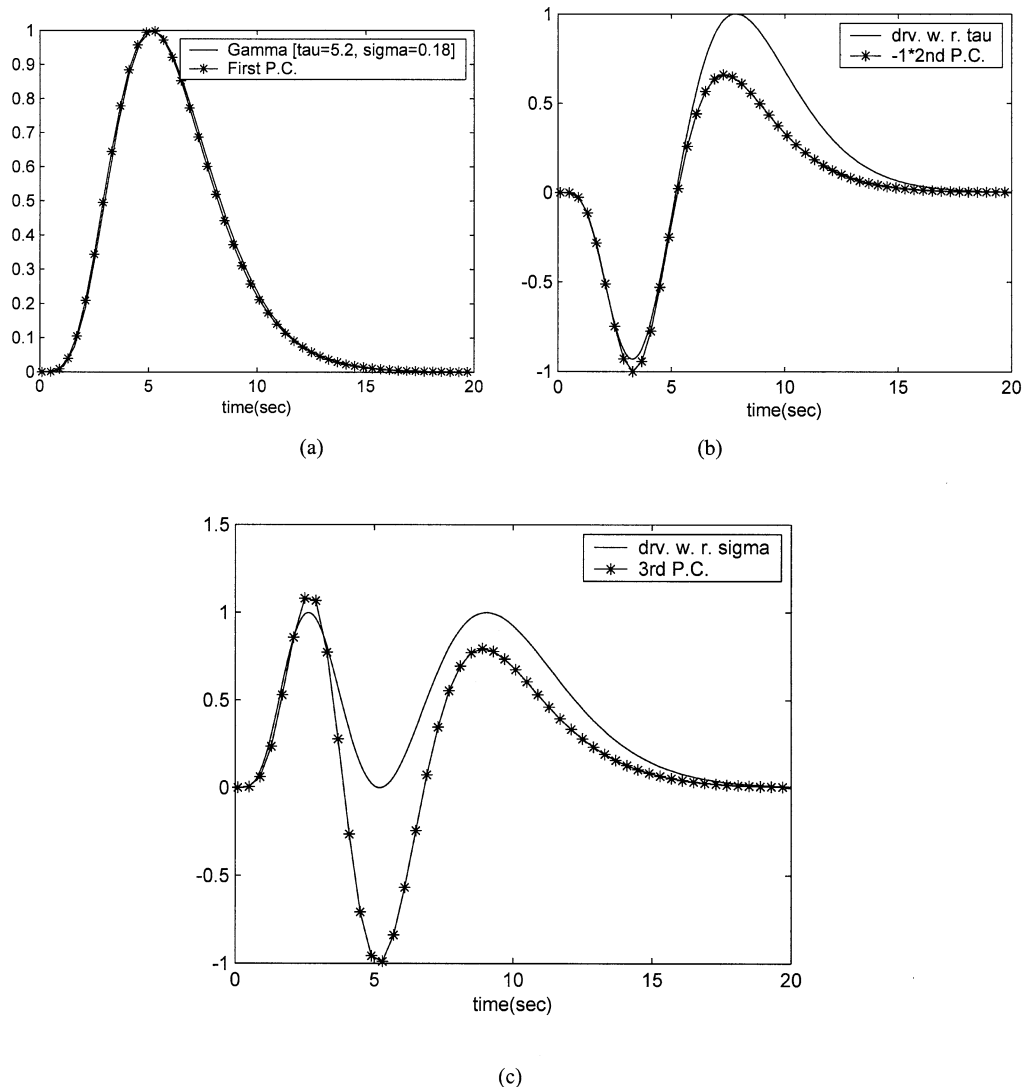 1
0.9
0.8
0.7
0.6
0.5
0.4
0.3
0.2
0.1
0
Gamma [tau=5.2, sigma=0.18]
First P.C.
0 5 10 15 20
time(sec)
(a)
1
0.5
0
-0.5
-1
drv. w. r. tau
-1*2nd P.C.
0 5 10 15 20
time(sec)
(b)
1.5
1
0.5
0
-0.5
-1
drv. w. r. sigma
3rd P.C.
0 5 10 15 20
time(sec)
(c)